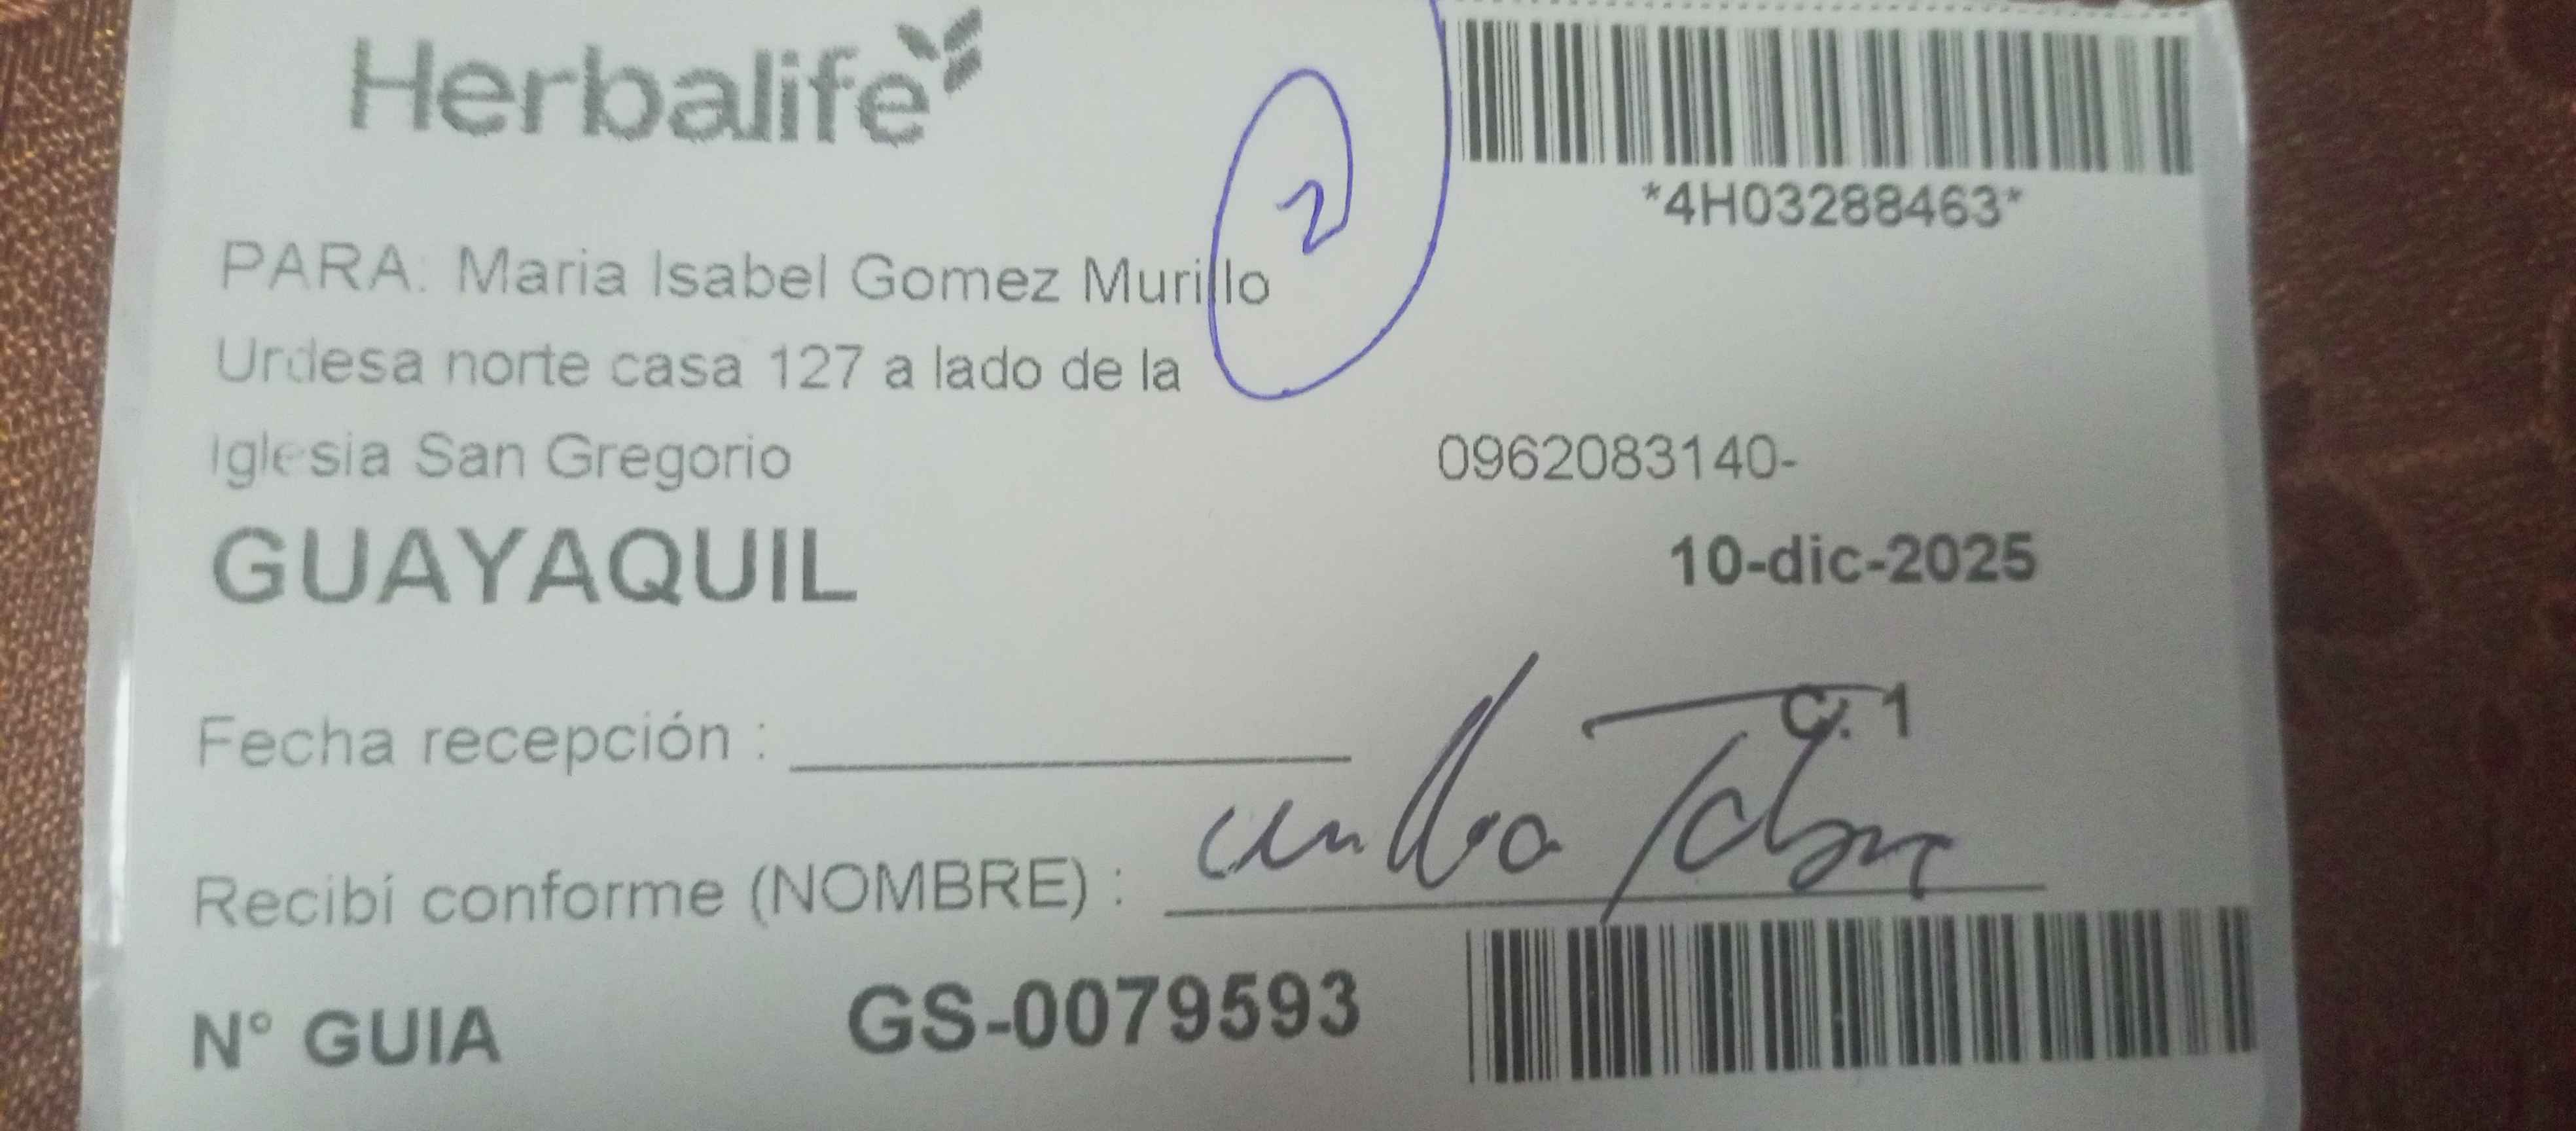 Herbalife
2
*4H03288463*
PARA: Maria Isabel Gomez Murillo
Urdesa norte casa 127 a lado de la
Iglesia San Gregorio
0962083140-
GUAYAQUIL
10-dic-2025
C. 1
Fecha recepción :
Recibí conforme (NOMBRE) :
N° GUIA GS-0079593